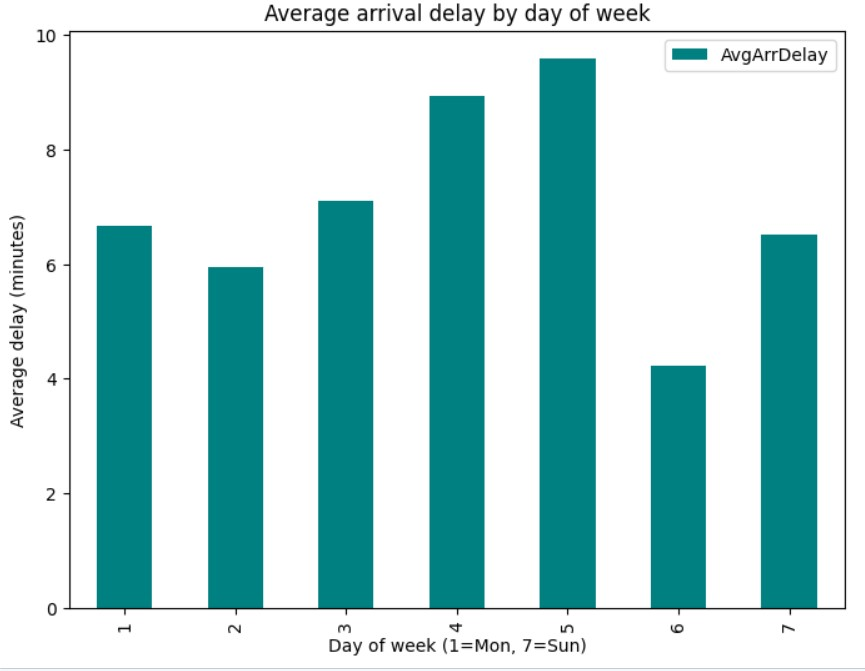 Average arrival delay by day of week
AvgArrDelay
Average delay (minutes)
10
8
6
4
2
0
1 2 3 4 5 6 7
Day of week (1=Mon, 7=Sun)